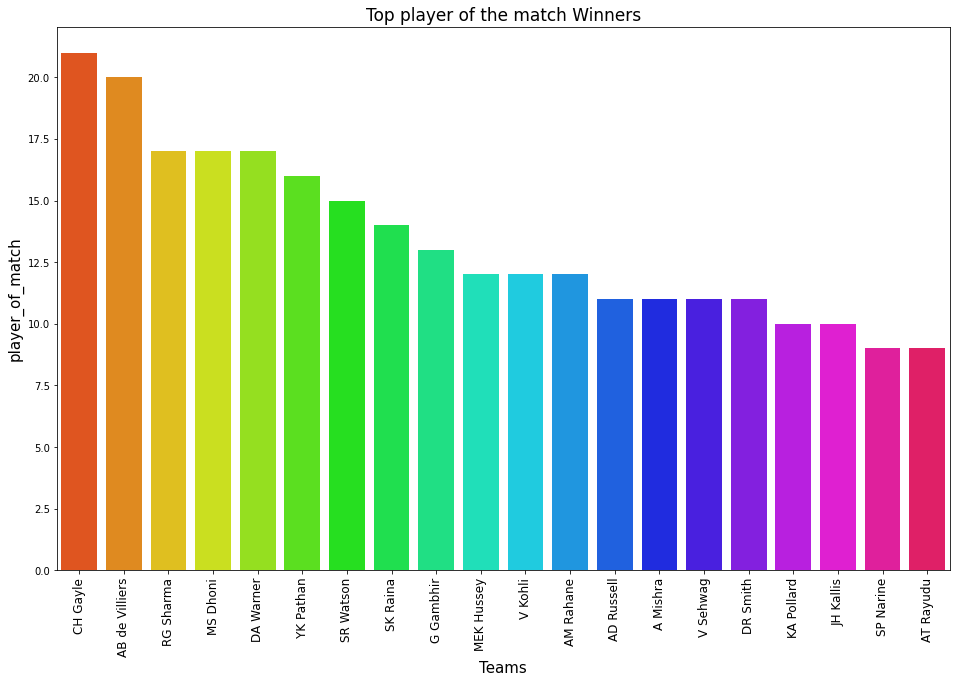 Top player of the match Winners
player_of_match
20.0
17.5
15.0
12.5
10.0
7.5
5.0
2.5
0.0
CH Gayle
AB de Villiers
RG Sharma
MS Dhoni
DA Warner
YK Pathan
SR Watson
SK Raina
G Gambhir
MEK Hussey
V Kohli
AM Rahane
AD Russell
A Mishra
V Sehwag
DR Smith
KA Pollard
JH Kallis
SP Narine
AT Rayudu
Teams